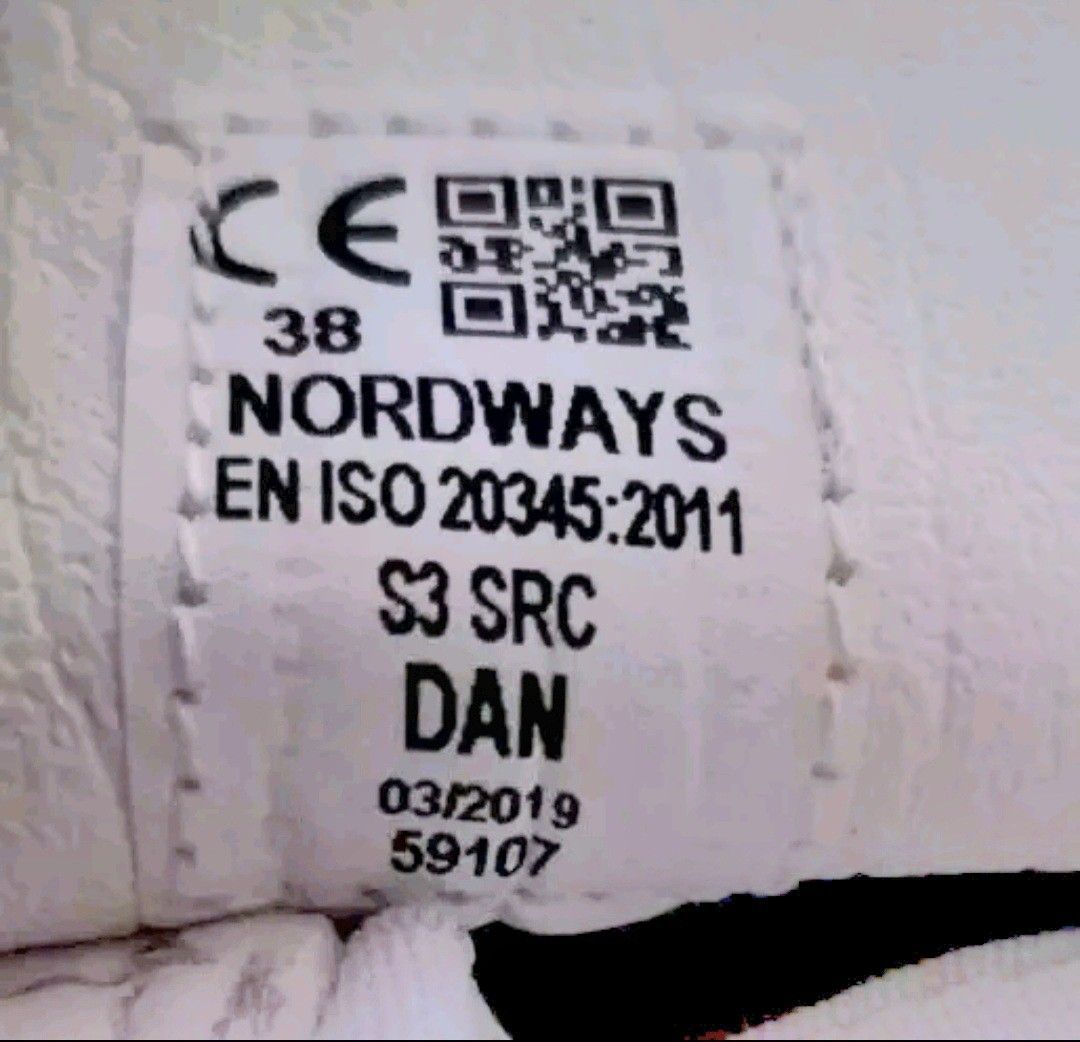 CE
38
NORDWAYS
EN ISO 20345:2011
S3 SRC
DAN
03/2019
59107